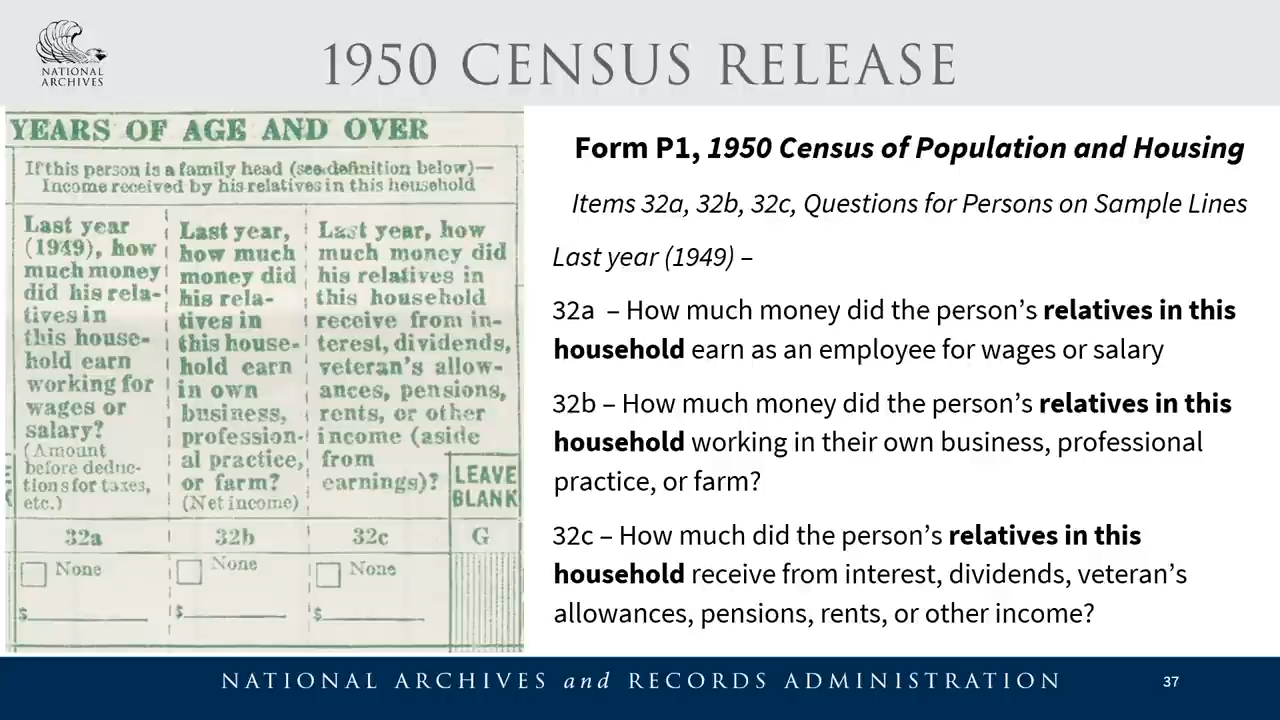 NATIONAL
ARCHIVES
1950 CENSUS RELEASE
YEARS OF AGE AND OVER
If this person is a family head (see definition below)—
Income received by his relatives in this household
Last year
(1949), how
much money
did his rela-
tives in
this house-
hold earn
working for
wages or
salary?
(Amount
before deduc-
tions for taxes,
etc.)
Last year,
how much
money did
his rela-
tives in
this house-
hold earn
in own
business,
profession-
al practice,
or farm?
(Net income)
Last year, how
much money did
his relatives in
this household
receive from in-
terest, dividends,
veteran's allow-
ances, pensions,
rents, or other
income (aside
from
earnings)?
LEAVE
BLANK
32a
32b
32c
G
None
None
None
$
$
$
Form P1, 1950 Census of Population and Housing
Items 32a, 32b, 32c, Questions for Persons on Sample Lines
Last year (1949) –
32a – How much money did the person's relatives in this
household earn as an employee for wages or salary
32b – How much money did the person's relatives in this
household working in their own business, professional
practice, or farm?
32c – How much did the person's relatives in this
household receive from interest, dividends, veteran's
allowances, pensions, rents, or other income?
NATIONAL ARCHIVES and RECORDS ADMINISTRATION
37